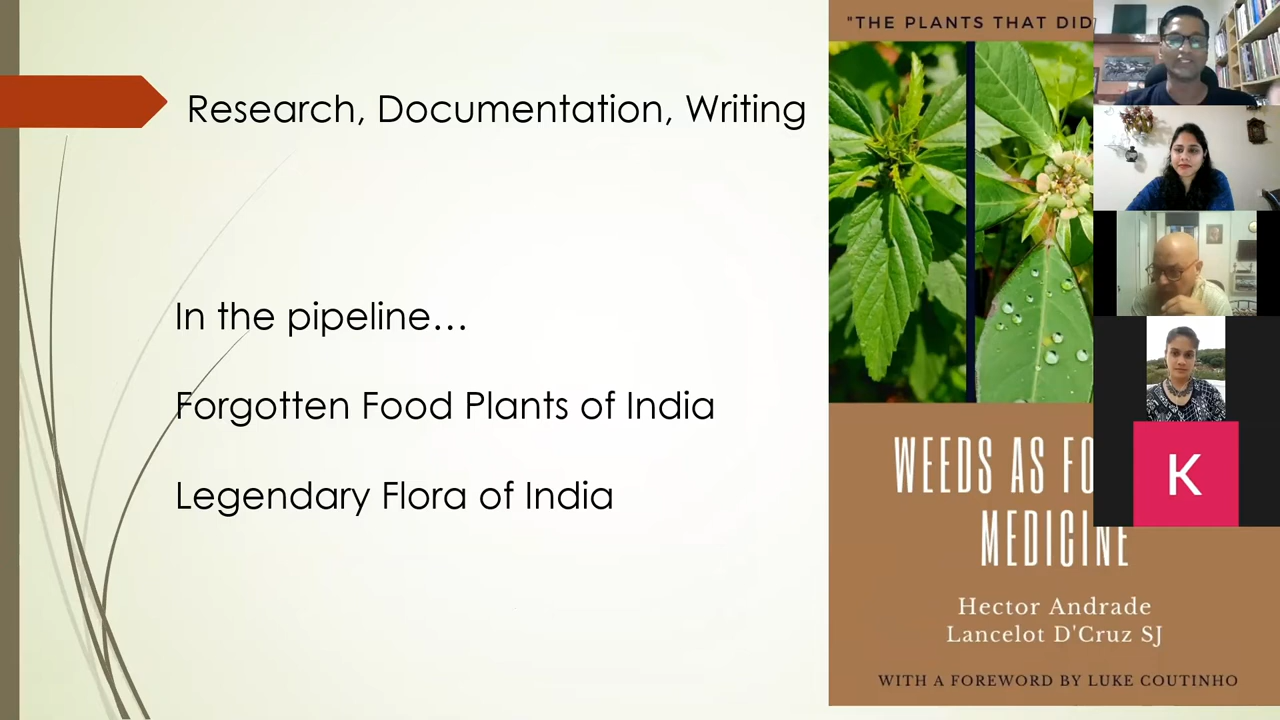 Research, Documentation, Writing
In the pipeline…
Forgotten Food Plants of India
Legendary Flora of India
"THE PLANTS THAT DID
WEEDS AS
MEDICINE
Hector Andrade
Lancelot D'Cruz SJ
WITH A FOREWORD BY LUKE COUTINHO
K